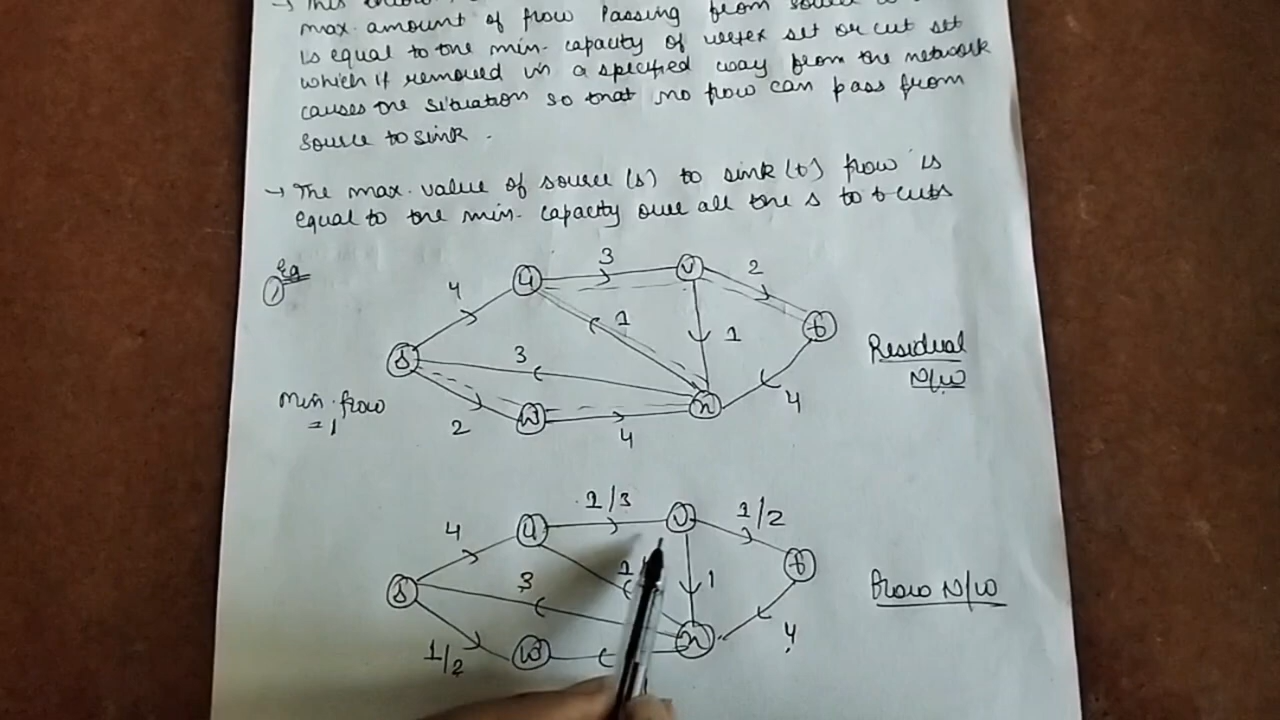 max. amount of flow Passing from
is equal to the min. capacity of vertex set or cut set
which if removed in a specified way from the network
causes the situation so that no flow can pass from
source to sink.
→ The max. value of source (s) to sink (t) flow is
equal to the min. capacity over all the s to t cuts
Eg
1)
4
u
3
v
2
t
1
1
s
3
Residual
N/W
Min. flow
= 1
2
w
4
x
4
4
u
1/3
v
1/2
t
1
1
s
3
Flow N/W
1/2
w
x
4